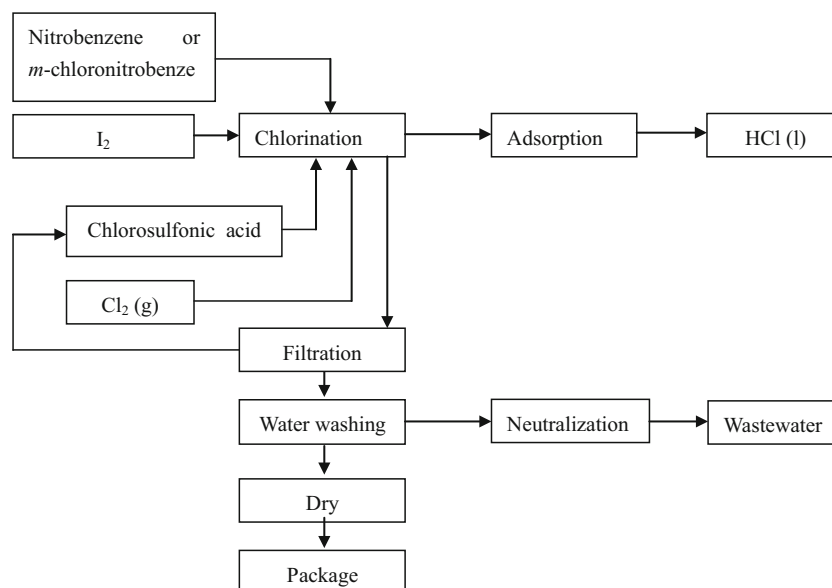 Nitrobenzene or
m-chloronitrobenze
I₂
Chlorination
Adsorption
HCl (l)
Chlorosulfonic acid
Cl₂ (g)
Filtration
Water washing
Neutralization
Wastewater
Dry
Package